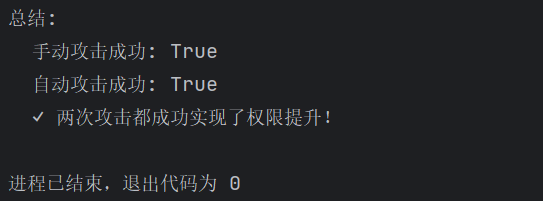 总结:
手动攻击成功: True
自动攻击成功: True
✓ 两次攻击都成功实现了权限提升!
进程已结束，退出代码为 0